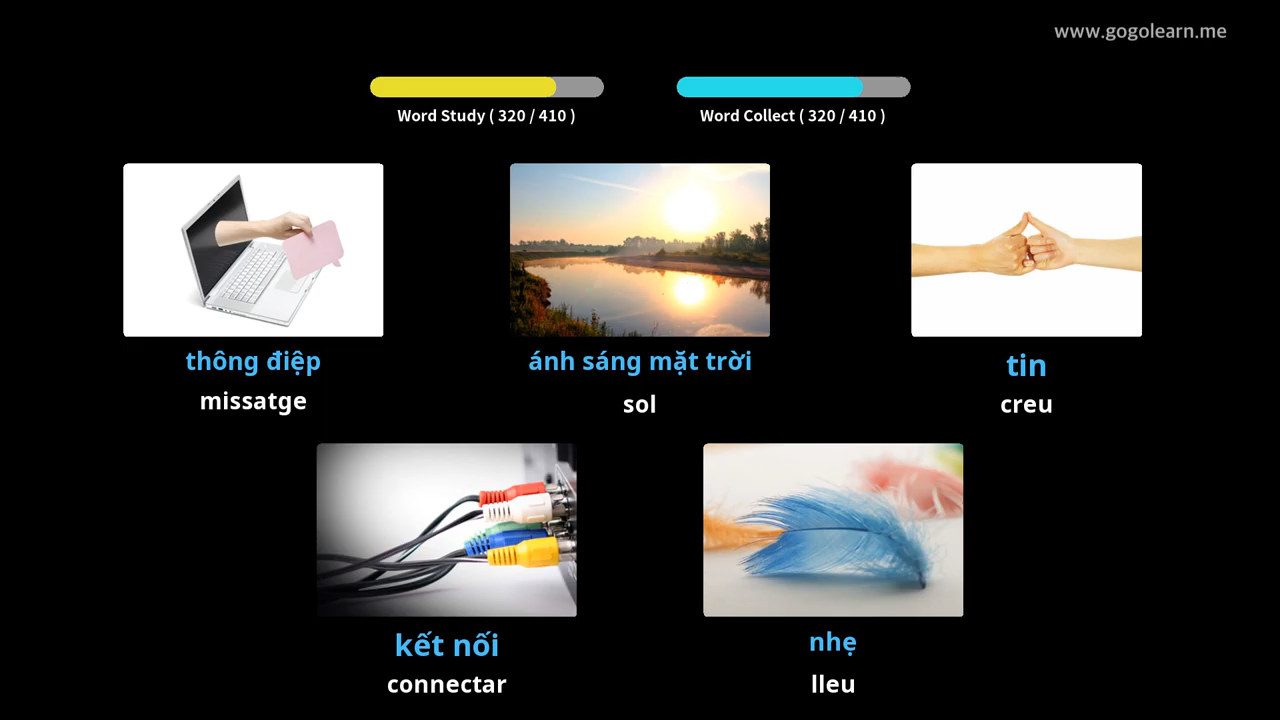 www.gogolearn.me
Word Study ( 320 / 410 )
Word Collect ( 320 / 410 )
thông điệp
missatge
ánh sáng mặt trời
sol
tin
creu
kết nối
connectar
nhẹ
lleu